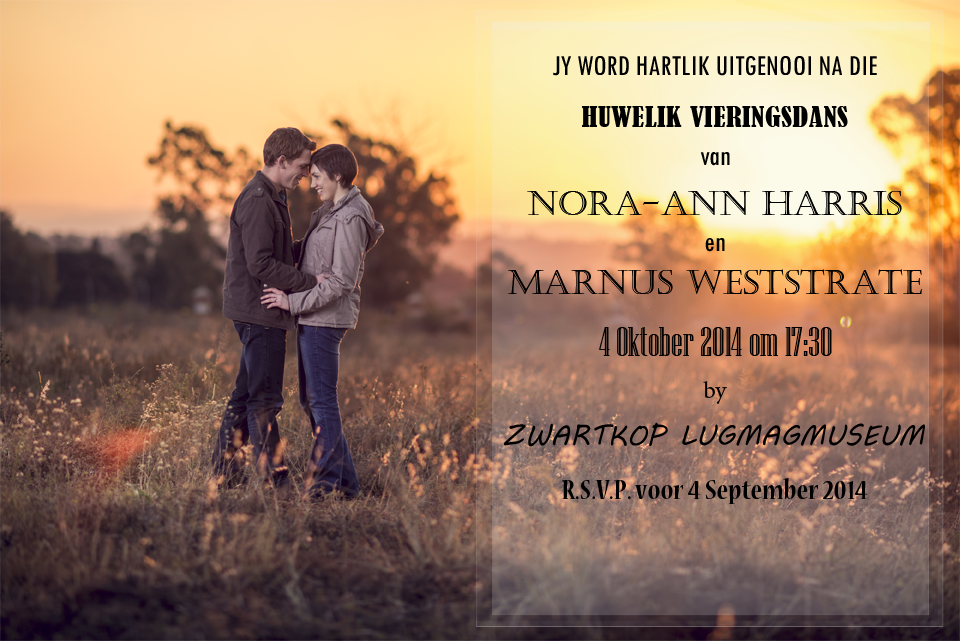 JY WORD HARTLIK UITGENOOI NA DIE
HUWELIK VIERINGSDANS
van
NORA-ANN HARRIS
en
MARNUS WESTSTRATE
4 Oktober 2014 om 17:30
by
ZWARTKOP LUGMAGMUSEUM
R.S.V.P. voor 4 September 2014